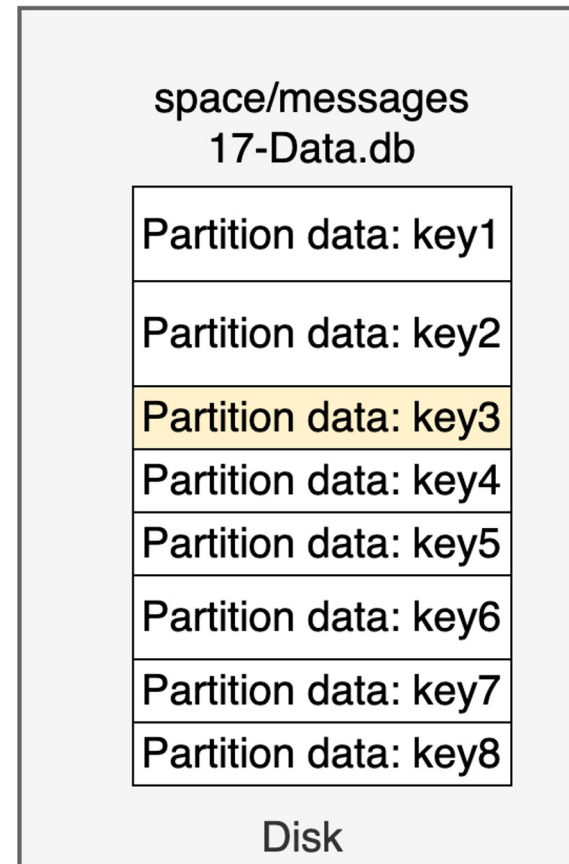 space/messages
17-Data.db
Partition data: key1
Partition data: key2
Partition data: key3
Partition data: key4
Partition data: key5
Partition data: key6
Partition data: key7
Partition data: key8
Disk